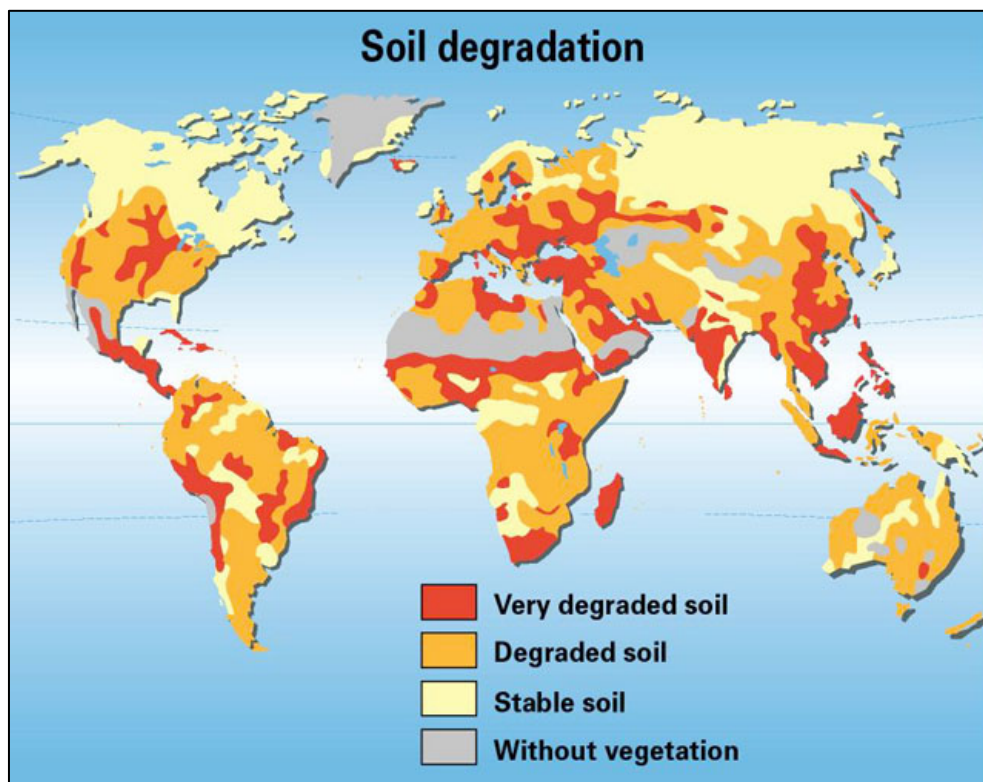 Soil degradation
Very degraded soil
Degraded soil
Stable soil
Without vegetation